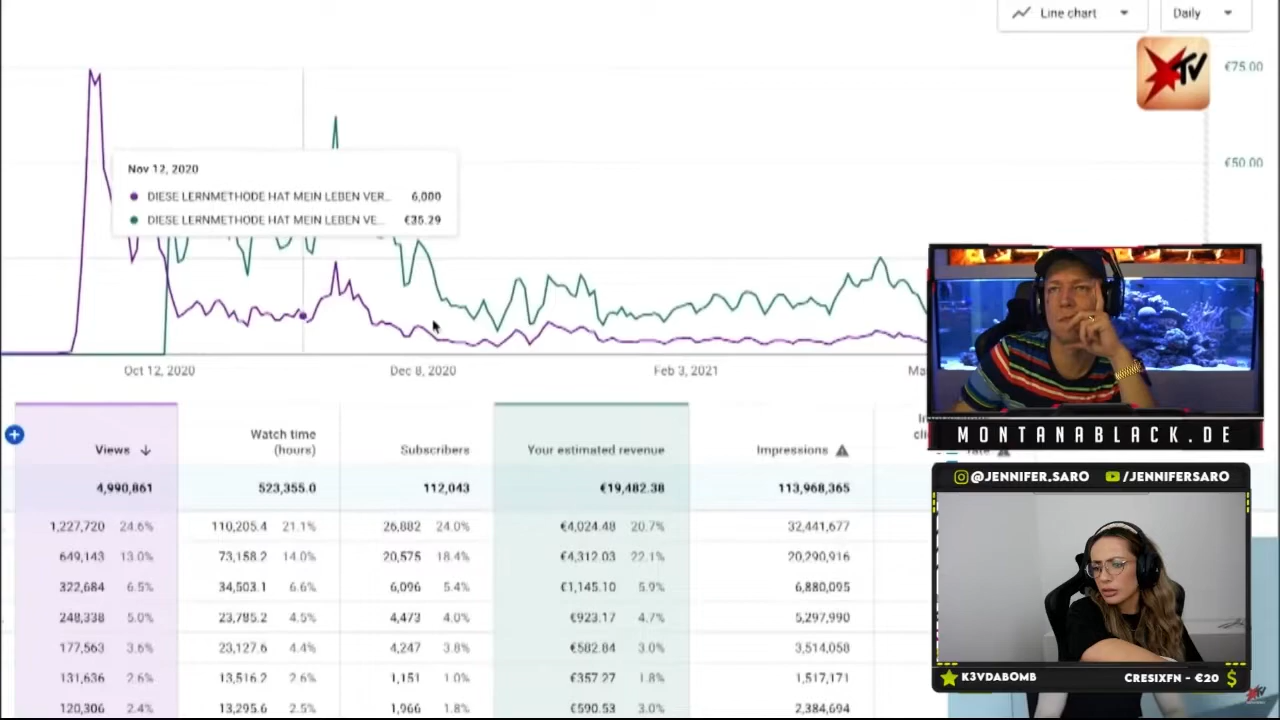 Line chart
Daily
TV
€75.00
€50.00
Nov 12, 2020
DIESE LERNMETHODE HAT MEIN LEBEN VER... 6,000
DIESE LERNMETHODE HAT MEIN LEBEN VE... €35.29
Oct 12, 2020
Dec 8, 2020
Feb 3, 2021
Ma
MONTANABLACK.DE
Views
Watch time (hours)
Subscribers
Your estimated revenue
Impressions
4,990,861 523,355.0 112,043 €19,482.38 113,968,365
1,227,720 24.6% 110,205.4 21.1% 26,882 24.0% €4,024.48 20.7% 32,441,677
649,143 13.0% 73,158.2 14.0% 20,575 18.4% €4,312.03 22.1% 20,290,916
322,684 6.5% 34,503.1 6.6% 6,096 5.4% €1,145.10 5.9% 6,880,095
248,338 5.0% 23,785.2 4.5% 4,473 4.0% €923.17 4.7% 5,297,990
177,563 3.6% 23,127.6 4.4% 4,247 3.8% €582.84 3.0% 3,514,058
131,636 2.6% 13,516.2 2.6% 1,151 1.0% €357.27 1.8% 1,517,171
120,306 2.4% 13,295.6 2.5% 1,966 1.8% €590.53 3.0% 2,384,694
@JENNIFER.SARO /JENNIFERSARO
K3VDABOMB
CRESIXFN - €20